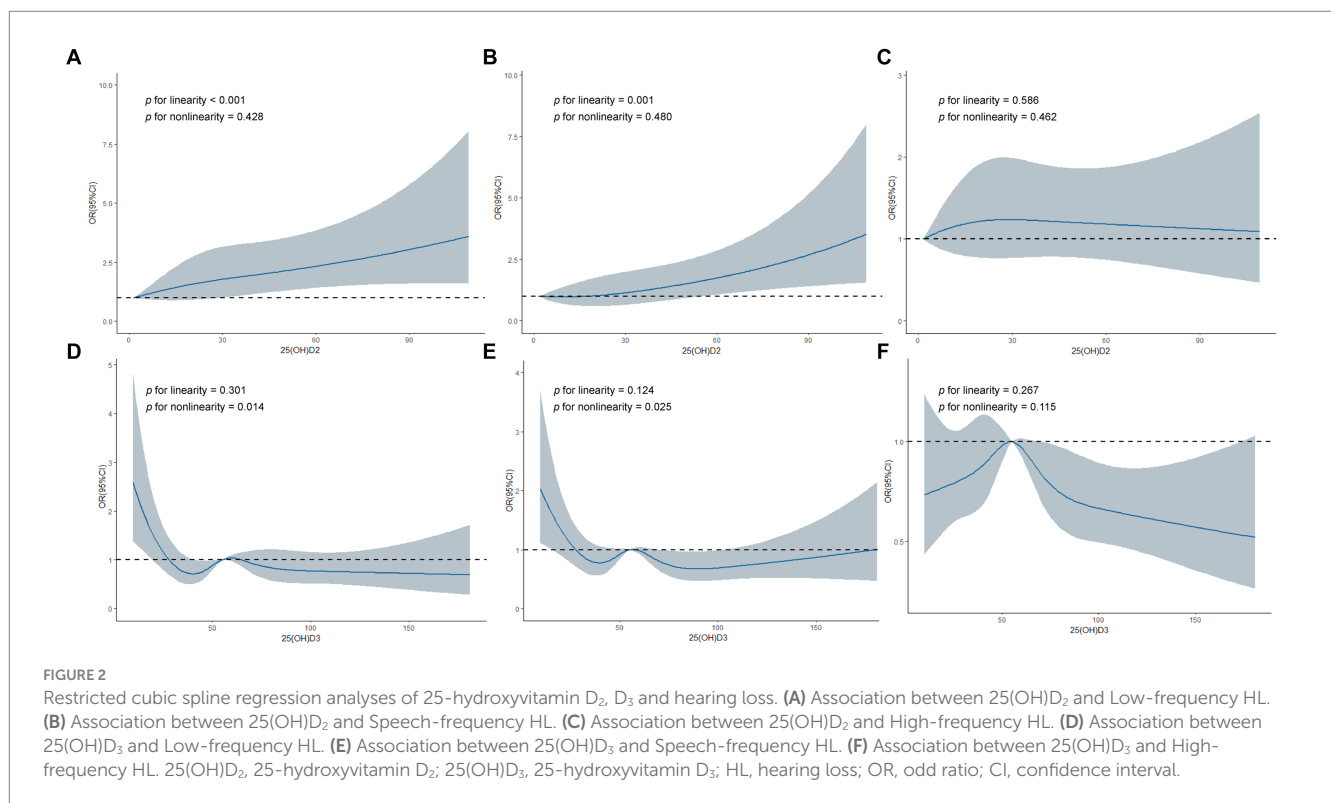 A
10.0
7.5
5.0
2.5
0.0
OR(95%CI)
p for linearity < 0.001
p for nonlinearity = 0.428
0
30
60
90
25(OH)D2
B
10.0
7.5
5.0
2.5
0.0
OR(95%CI)
p for linearity = 0.001
p for nonlinearity = 0.480
0
30
60
90
25(OH)D2
C
3
2
1
0
OR(95%CI)
p for linearity = 0.586
p for nonlinearity = 0.462
0
30
60
90
25(OH)D2
D
5
4
3
2
1
0
OR(95%CI)
p for linearity = 0.301
p for nonlinearity = 0.014
50
100
150
25(OH)D3
E
4
3
2
1
0
OR(95%CI)
p for linearity = 0.124
p for nonlinearity = 0.025
50
100
150
25(OH)D3
F
1.0
0.5
OR(95%CI)
p for linearity = 0.267
p for nonlinearity = 0.115
50
100
150
25(OH)D3
FIGURE 2
Restricted cubic spline regression analyses of 25-hydroxyvitamin D₂, D₃ and hearing loss. (A) Association between 25(OH)D₂ and Low-frequency HL.
(B) Association between 25(OH)D₂ and Speech-frequency HL. (C) Association between 25(OH)D₂ and High-frequency HL. (D) Association between
25(OH)D₃ and Low-frequency HL. (E) Association between 25(OH)D₃ and Speech-frequency HL. (F) Association between 25(OH)D₃ and High-
frequency HL. 25(OH)D₂, 25-hydroxyvitamin D₂; 25(OH)D₃, 25-hydroxyvitamin D₃; HL, hearing loss; OR, odd ratio; CI, confidence interval.